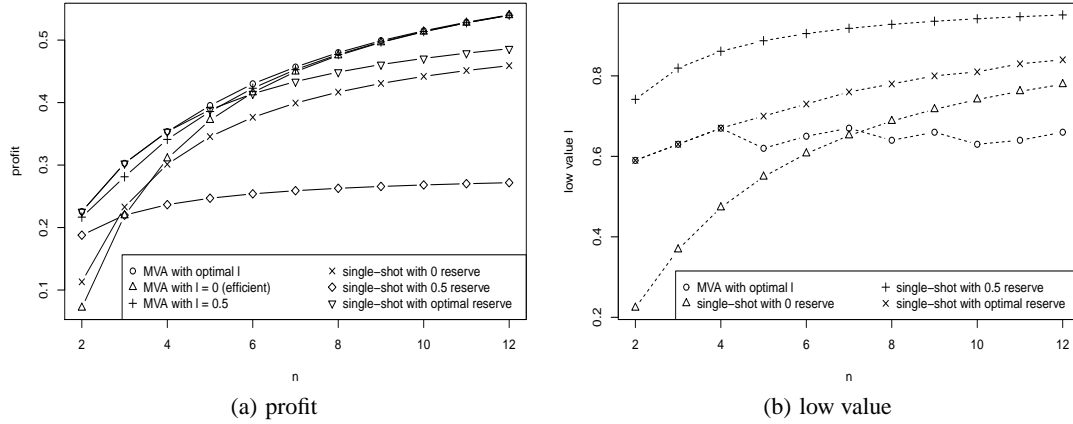 profit
0.5
0.4
0.3
0.2
0.1
MVA with optimal l
MVA with l = 0 (efficient)
MVA with l = 0.5
single−shot with 0 reserve
single−shot with 0.5 reserve
single−shot with optimal reserve
2 4 6 8 10 12
n
(a) profit
low value l
0.8
0.6
0.4
0.2
MVA with optimal l
single−shot with 0 reserve
single−shot with 0.5 reserve
single−shot with optimal reserve
2 4 6 8 10 12
n
(b) low value